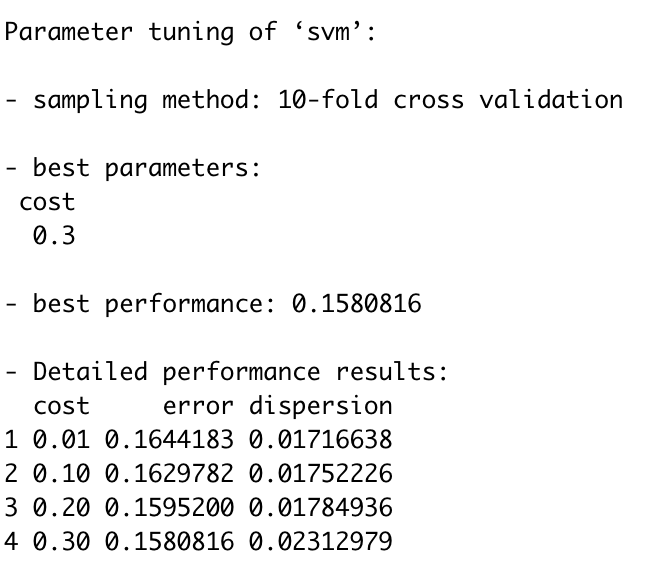 Parameter tuning of ‘svm’:
- sampling method: 10-fold cross validation
- best parameters:
cost
0.3
- best performance: 0.1580816
- Detailed performance results:
cost error dispersion
1 0.01 0.1644183 0.01716638
2 0.10 0.1629782 0.01752226
3 0.20 0.1595200 0.01784936
4 0.30 0.1580816 0.02312979